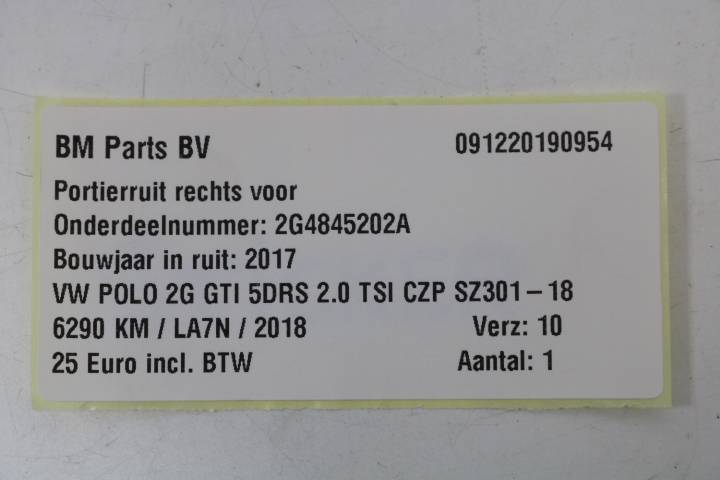 BM Parts BV 091220190954
Portierruit rechts voor
Onderdeelnummer: 2G4845202A
Bouwjaar in ruit: 2017
VW POLO 2G GTI 5DRS 2.0 TSI CZP SZ301-18
6290 KM / LA7N / 2018 Verz: 10
25 Euro incl. BTW Aantal: 1